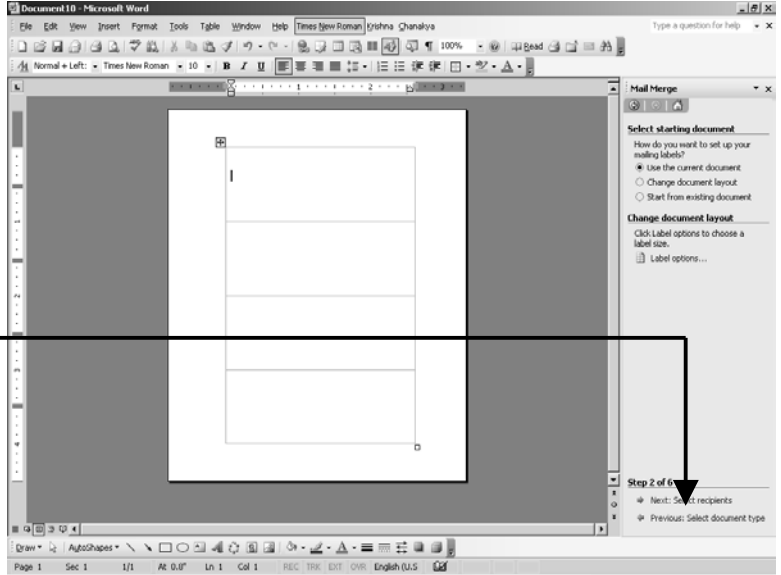 Document10 - Microsoft Word
File Edit View Insert Format Tools Table Window Help Times New Roman Krishna Chanakya Type a question for help
100% Read
Normal + Left: Times New Roman 10 B I U
Mail Merge
Select starting document
How do you want to set up your
mailing labels?
Use the current document
Change document layout
Start from existing document
Change document layout
Click Label options to choose a
label size.
Label options...
Step 2 of 6
Next: Select recipients
Previous: Select document type
Draw AutoShapes
Page 1 Sec 1 1/1 At 0.8" Ln 1 Col 1 REC TRK EXT OVR English (U.S